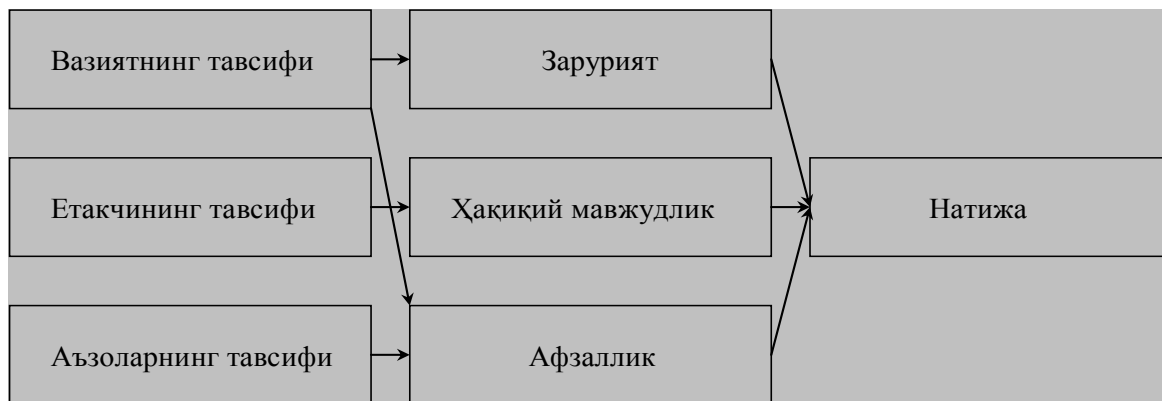 Вазиятнинг тавсифи
Зарурият
Етакчининг тавсифи
Ҳақиқий мавжудлик
Натижа
Аъзоларнинг тавсифи
Афзаллик